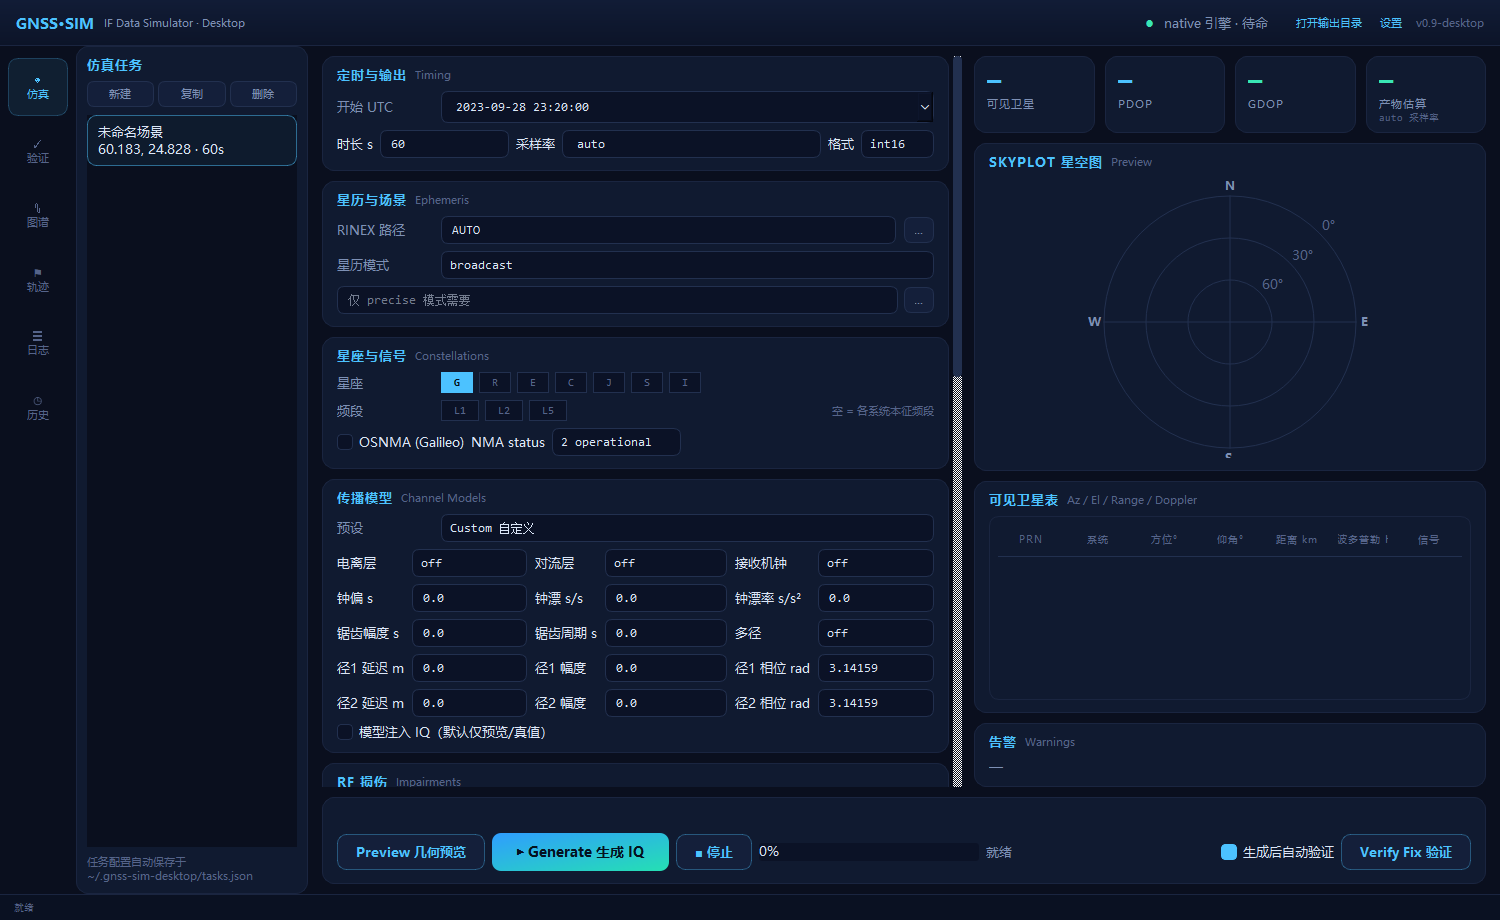 GNSS•SIM IF Data Simulator · Desktop
native 引擎 · 待命 打开输出目录 设置 v0.9-desktop
仿真
验证
图谱
轨迹
日志
历史
仿真任务
新建 复制 删除
未命名场景
60.183, 24.828 · 60s
任务配置自动保存于
~/.gnss-sim-desktop/tasks.json
定时与输出 Timing
开始 UTC 2023-09-28 23:20:00
时长 s 60 采样率 auto 格式 int16
星历与场景 Ephemeris
RINEX 路径 AUTO ...
星历模式 broadcast
仅 precise 模式需要 ...
星座与信号 Constellations
星座 G R E C J S I
频段 L1 L2 L5 空 = 各系统本征频段
OSNMA (Galileo) NMA status 2 operational
传播模型 Channel Models
预设 Custom 自定义
电离层 off 对流层 off 接收机钟 off
钟偏 s 0.0 钟漂 s/s 0.0 钟漂率 s/s² 0.0
锯齿幅度 s 0.0 锯齿周期 s 0.0 多径 off
径1 延迟 m 0.0 径1 幅度 0.0 径1 相位 rad 3.14159
径2 延迟 m 0.0 径2 幅度 0.0 径2 相位 rad 3.14159
模型注入 IQ（默认仅预览/真值）
RF 损伤 Impairments
— — — —
可见卫星 PDOP GDOP 产物估算
auto 采样率
SKYPLOT 星空图 Preview
N
0°
30°
60°
W E
S
可见卫星表 Az / El / Range / Doppler
PRN 系统 方位° 仰角° 距离 km 波多普勒 信号
告警 Warnings
—
Preview 几何预览 ▸ Generate 生成 IQ ■ 停止 0% 就绪 生成后自动验证 Verify Fix 验证
就绪